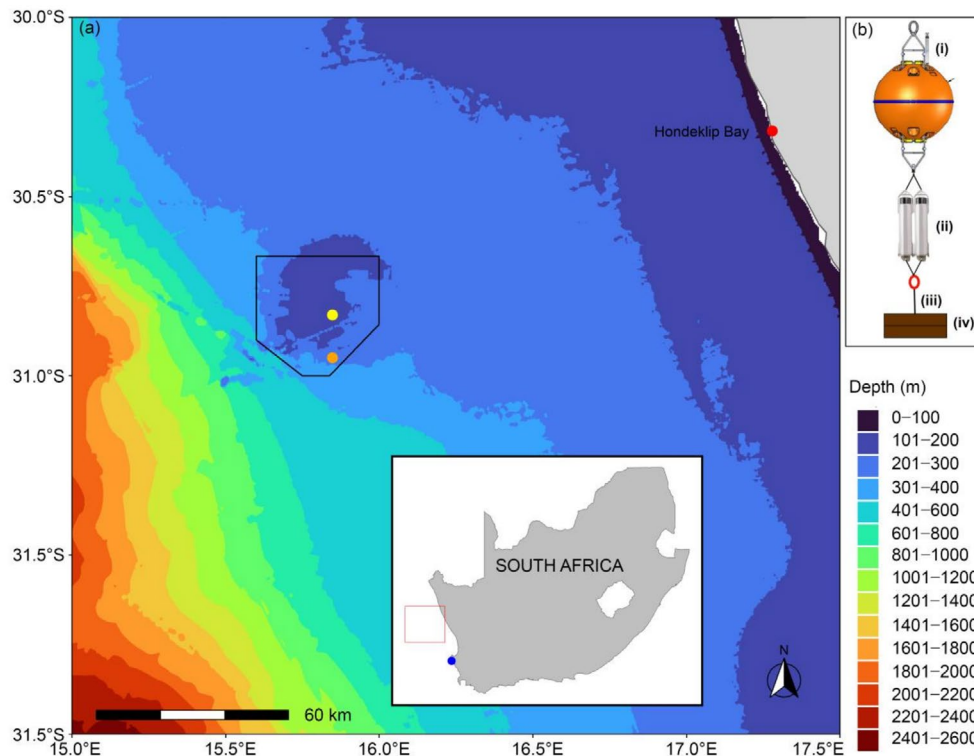 30.0°S
(a)
Hondeklip Bay
30.5°S
31.0°S
31.5°S
31.5°S
SOUTH AFRICA
N
60 km
15.0°E
15.5°E
16.0°E
16.5°E
17.0°E
17.5°E
(b)
(i)
(ii)
(iii)
(iv)
Depth (m)
0–100
101–200
201–300
301–400
401–600
601–800
801–1000
1001–1200
1201–1400
1401–1600
1601–1800
1801–2000
2001–2200
2201–2400
2401–2600